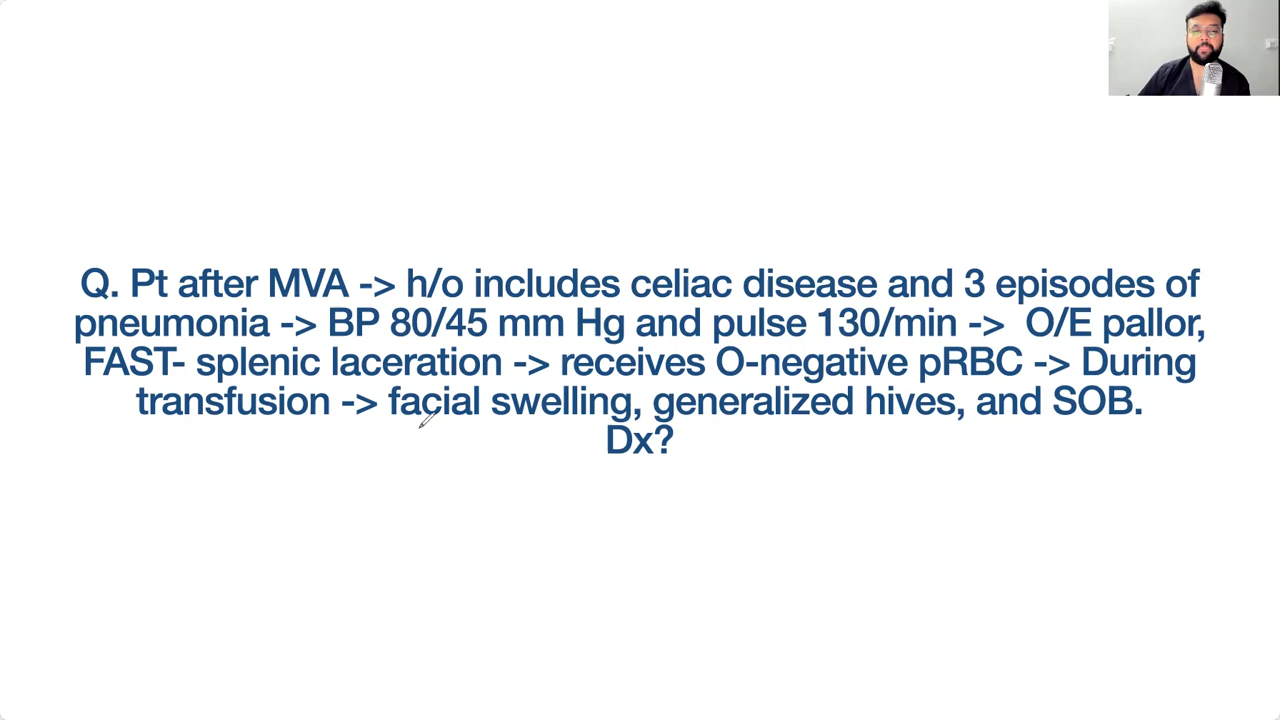 Q. Pt after MVA -> h/o includes celiac disease and 3 episodes of
pneumonia -> BP 80/45 mm Hg and pulse 130/min -> O/E pallor,
FAST- splenic laceration -> receives O-negative pRBC -> During
transfusion -> facial swelling, generalized hives, and SOB.
Dx?